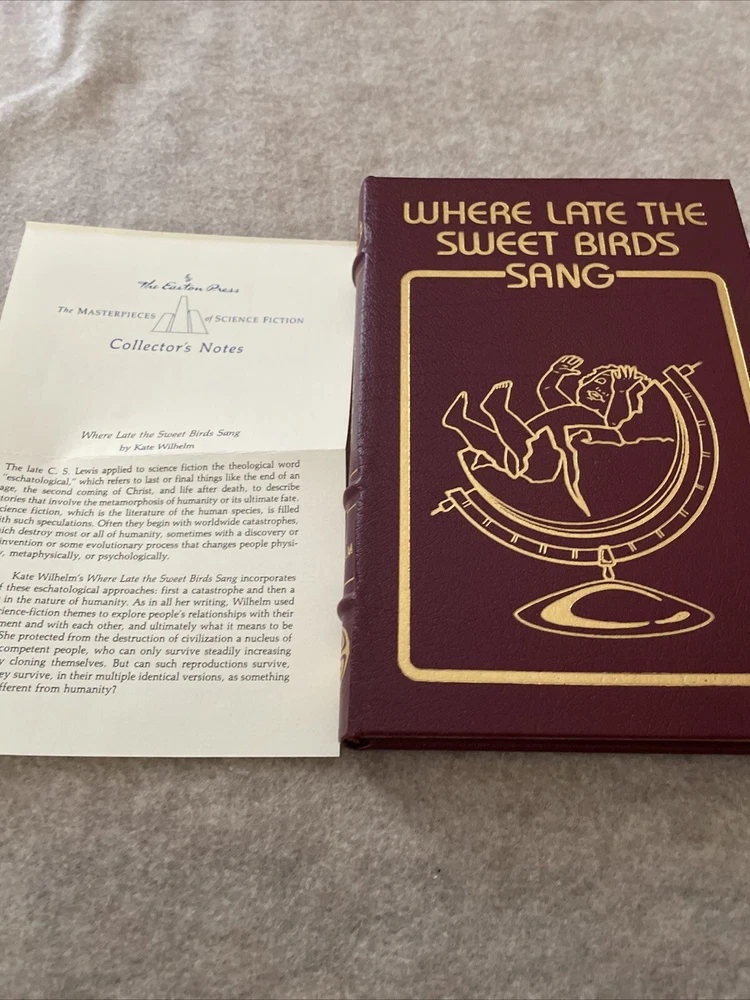 The Easton Press
The MASTERPIECES of SCIENCE FICTION
Collector's Notes
Where Late the Sweet Birds Sang
by Kate Wilhelm
The late C. S. Lewis applied to science fiction the theological word
"eschatological," which refers to last or final things like the end of an
age, the second coming of Christ, and life after death, to describe
tories that involve the metamorphosis of humanity or its ultimate fate.
cience fiction, which is the literature of the human species, is filled
ith such speculations. Often they begin with worldwide catastrophes,
ich destroy most or all of humanity, sometimes with a discovery or
invention or some evolutionary process that changes people physi-
y, metaphysically, or psychologically.
Kate Wilhelm's Where Late the Sweet Birds Sang incorporates
f these eschatological approaches: first a catastrophe and then a
in the nature of humanity. As in all her writing, Wilhelm used
cience-fiction themes to explore people's relationships with their
ment and with each other, and ultimately what it means to be
She protected from the destruction of civilization a nucleus of
competent people, who can only survive steadily increasing
y cloning themselves. But can such reproductions survive,
ey survive, in their multiple identical versions, as something
fferent from humanity?
WHERE LATE THE
SWEET BIRDS
SANG